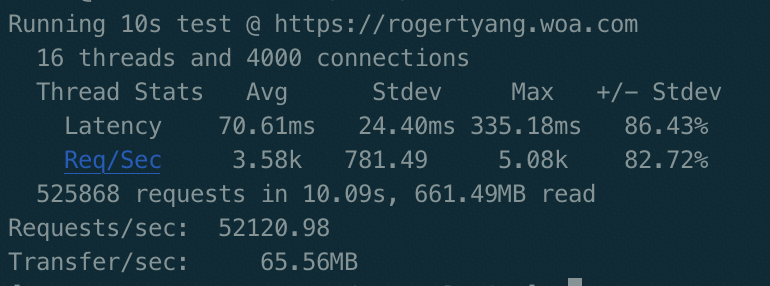 Running 10s test @ https://rogertyang.woa.com
16 threads and 4000 connections
Thread Stats Avg Stdev Max +/- Stdev
Latency 70.61ms 24.40ms 335.18ms 86.43%
Req/Sec 3.58k 781.49 5.08k 82.72%
525868 requests in 10.09s, 661.49MB read
Requests/sec: 52120.98
Transfer/sec: 65.56MB